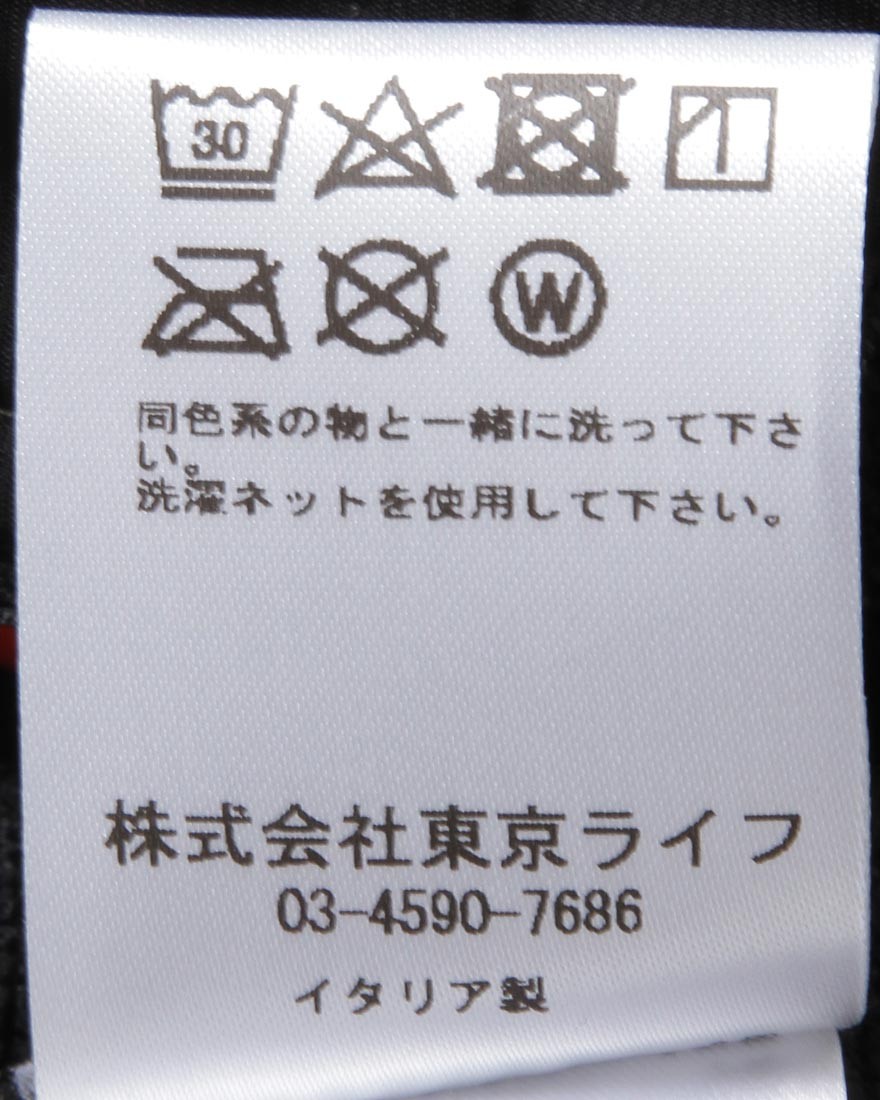 30
W
同色系の物と一緒に洗って下さ
い。
洗濯ネットを使用して下さい。
株式会社東京ライフ
03-4590-7686
イタリア製